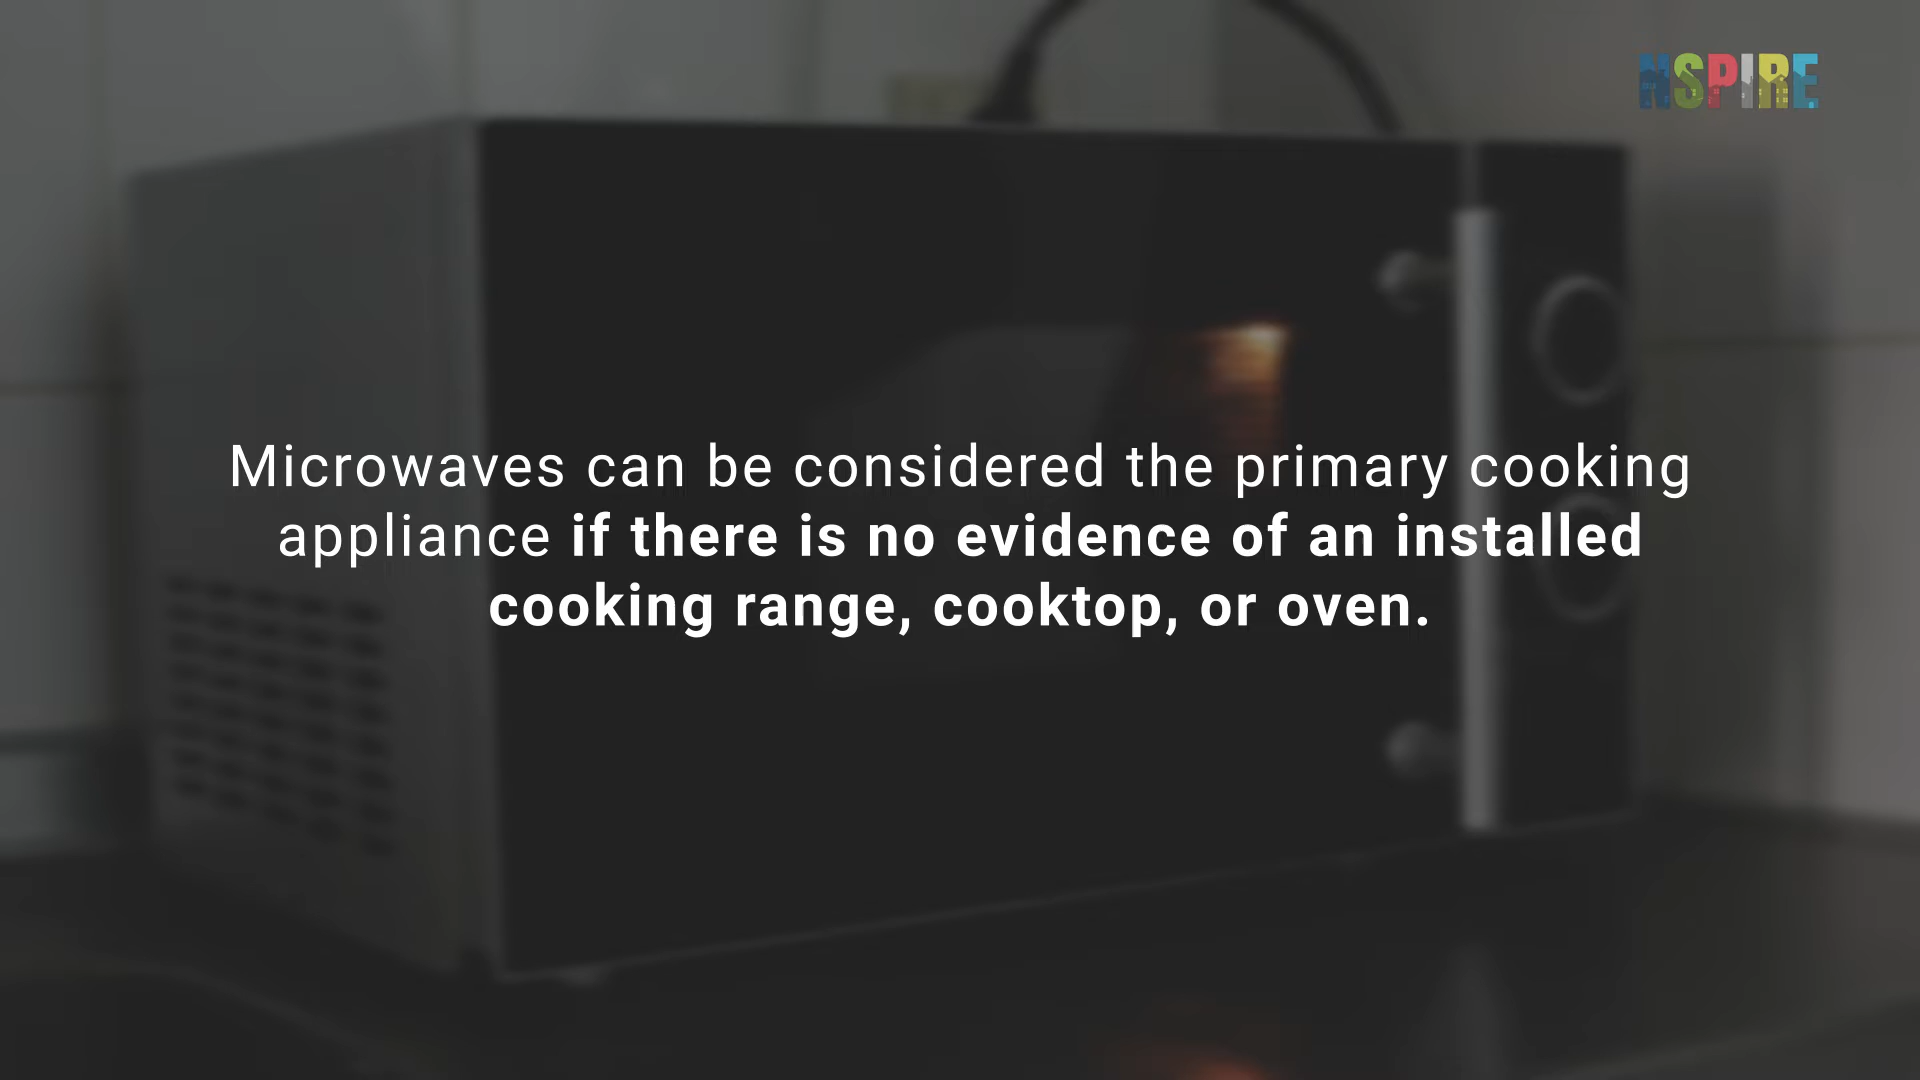 NSPIRE
Microwaves can be considered the primary cooking
appliance if there is no evidence of an installed
cooking range, cooktop, or oven.